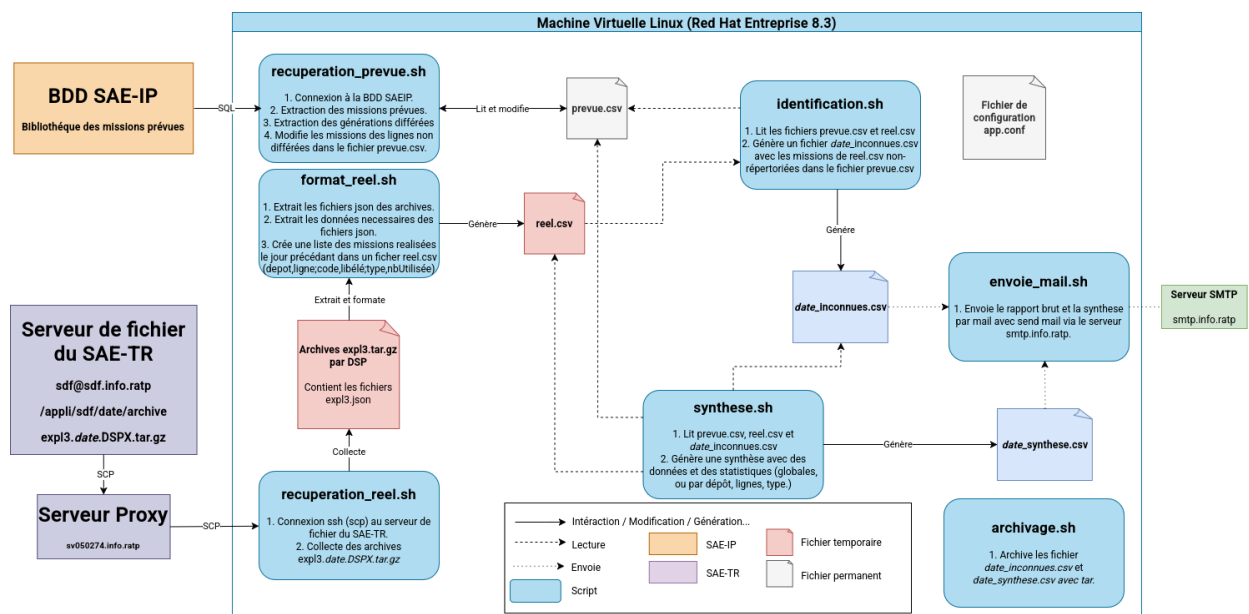 Machine Virtuelle Linux (Red Hat Entreprise 8.3)
BDD SAE-IP
Bibliothéque des missions prévues
SQL
recuperation_prevue.sh
1. Connexion à la BDD SAEIP.
2. Extraction des missions prévues.
3. Extraction des générations différées
4. Modifie les missions des lignes non
différées dans le fichier prevue.csv.
Lit et modifie
prevue.csv
identification.sh
1. Lit les fichiers prevue.csv et reel.csv
2. Génère un fichier date_inconnues.csv
avec les missions de reel.csv non-
répertoriées dans le fichier prevue.csv
Fichier de
configuration
app.conf
format_reel.sh
1. Extrait les fichiers json des archives.
2. Extrait les données necessaires des
fichiers json.
3. Crée une liste des missions realisées
le jour précédant dans un ficher reel.csv
(depot,ligne;code,libélé;type,nbUtilisée)
Génère
reel.csv
Génére
Extrait et formate
date_inconnues.csv
envoie_mail.sh
1. Envoie le rapport brut et la synthese
par mail avec send mail via le serveur
smtp.info.ratp.
Serveur SMTP
smtp.info.ratp
Serveur de fichier
du SAE-TR
sdf@sdf.info.ratp
/appli/sdf/date/archive
expl3.date.DSPX.tar.gz
Archives expl3.tar.gz
par DSP
Contient les fichiers
expl3.json
Collecte
synthese.sh
1. Lit prevue.csv, reel.csv et
date_inconnues.csv
2. Génère une synthèse avec des
données et des statistiques (globales,
ou par dépôt, lignes, type.)
Génère
date_synthese.csv
SCP
Serveur Proxy
sv050274.info.ratp
SCP
recuperation_reel.sh
1. Connexion ssh (scp) au serveur de
fichier du SAE-TR.
2. Collecte des archives
expl3.date.DSPX.tar.gz
Intéraction / Modification / Génération...
Lecture
Envoie
Script
SAE-IP
SAE-TR
Fichier temporaire
Fichier permanent
archivage.sh
1. Archive les fichier
date_inconnues.csv et
date_synthese.csv avec tar.